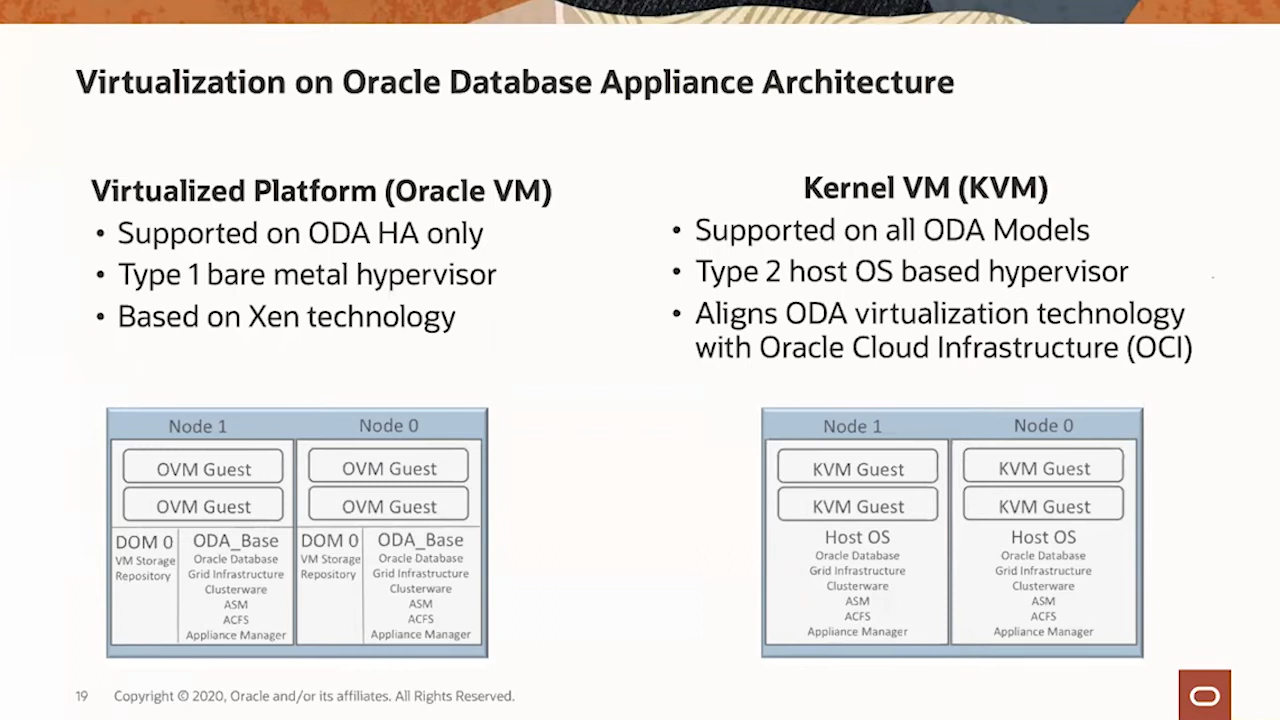 Virtualization on Oracle Database Appliance Architecture
Virtualized Platform (Oracle VM)
• Supported on ODA HA only
• Type 1 bare metal hypervisor
• Based on Xen technology
Kernel VM (KVM)
• Supported on all ODA Models
• Type 2 host OS based hypervisor
• Aligns ODA virtualization technology
with Oracle Cloud Infrastructure (OCI)
Node 1
OVM Guest
OVM Guest
DOM 0
VM Storage
Repository
ODA_Base
Oracle Database
Grid Infrastructure
Clusterware
ASM
ACFS
Appliance Manager
Node 0
OVM Guest
OVM Guest
DOM 0
VM Storage
Repository
ODA_Base
Oracle Database
Grid Infrastructure
Clusterware
ASM
ACFS
Appliance Manager
Node 1
KVM Guest
KVM Guest
Host OS
Oracle Database
Grid Infrastructure
Clusterware
ASM
ACFS
Appliance Manager
Node 0
KVM Guest
KVM Guest
Host OS
Oracle Database
Grid Infrastructure
Clusterware
ASM
ACFS
Appliance Manager
19 Copyright © 2020, Oracle and/or its affiliates. All Rights Reserved.